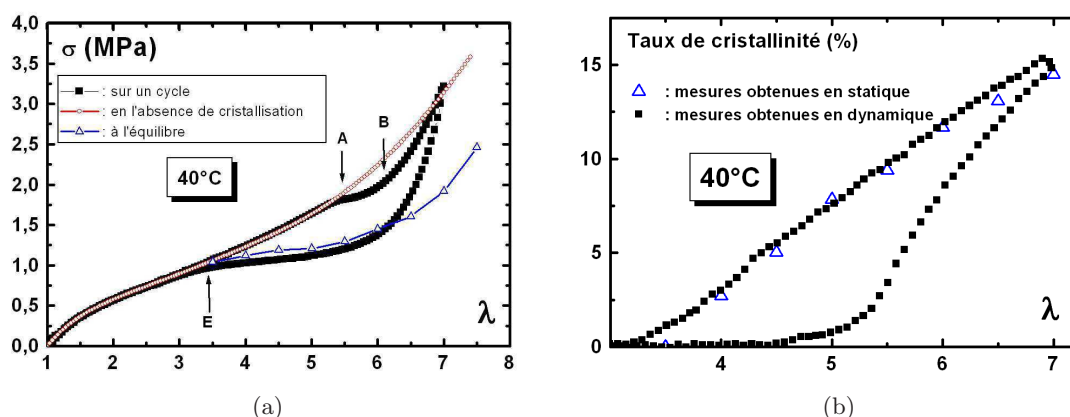 σ (MPa)
: sur un cycle
: en l'absence de cristallisation
: à l'équilibre
40°C
A
B
E
4,0
3,5
3,0
2,5
2,0
1,5
1,0
0,5
0,0
1 2 3 4 5 6 7 8
λ
(a)
Taux de cristallinité (%)
: mesures obtenues en statique
: mesures obtenues en dynamique
40°C
15
10
5
0
4 5 6 7
λ
(b)